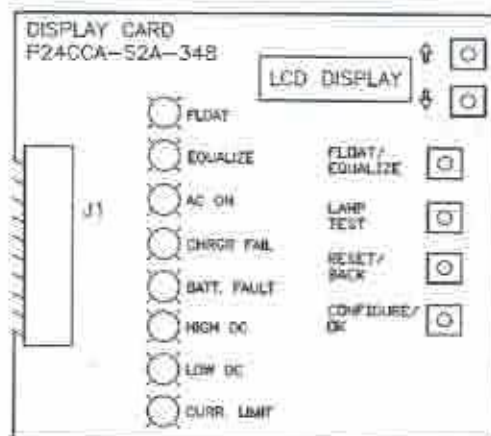 DISPLAY CARD
F24CCA-S2A-348
LCD DISPLAY
FLOAT
EQUALIZE
AC ON
CHRGR FAIL
BATT. FAULT
HIGH DC
LOW DC
CURR. LIMIT
J1
FLOAT/
EQUALIZE
LAMP
TEST
RESET/
BACK
CONFIGURE/
OK